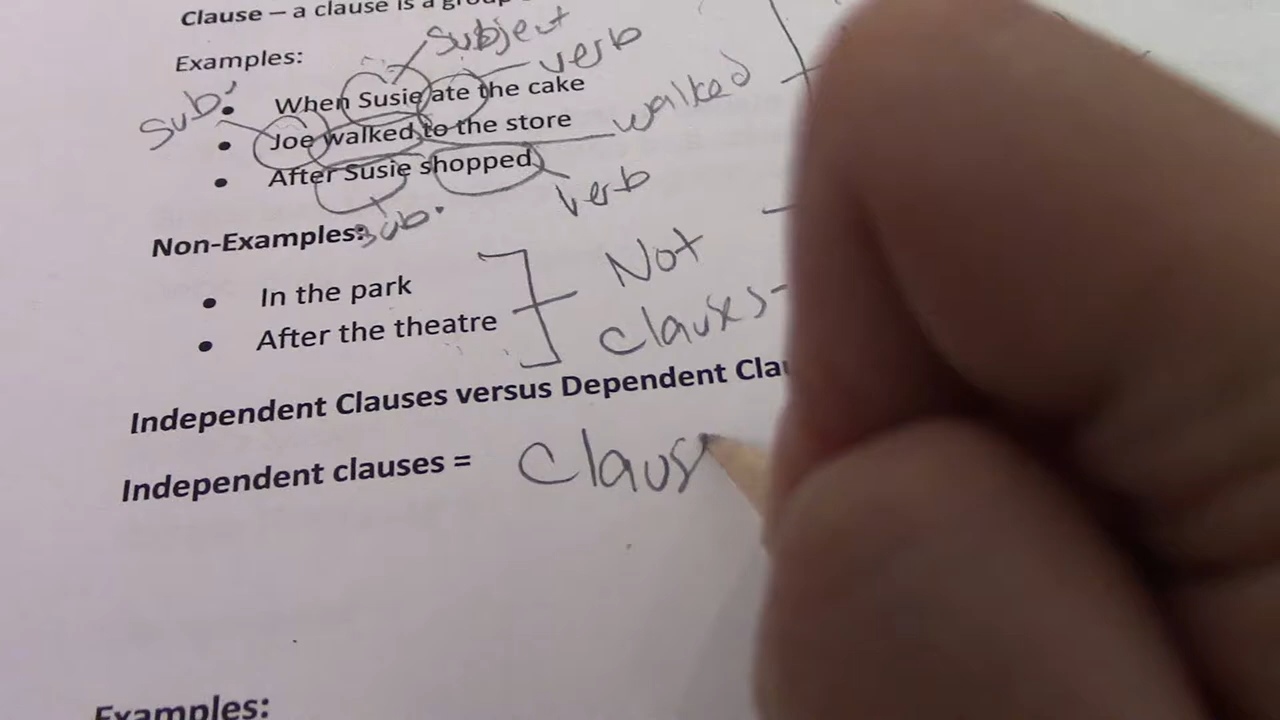 Clause – a clause is a group
Subject
Examples:
verb
Sub.
When Susie ate the cake
walked
Joe walked to the store
After Susie shopped
verb
sub.
Non-Examples:
Not
In the park
clauses-
After the theatre
Independent Clauses versus Dependent Clau
Independent clauses = Claus
Examples: